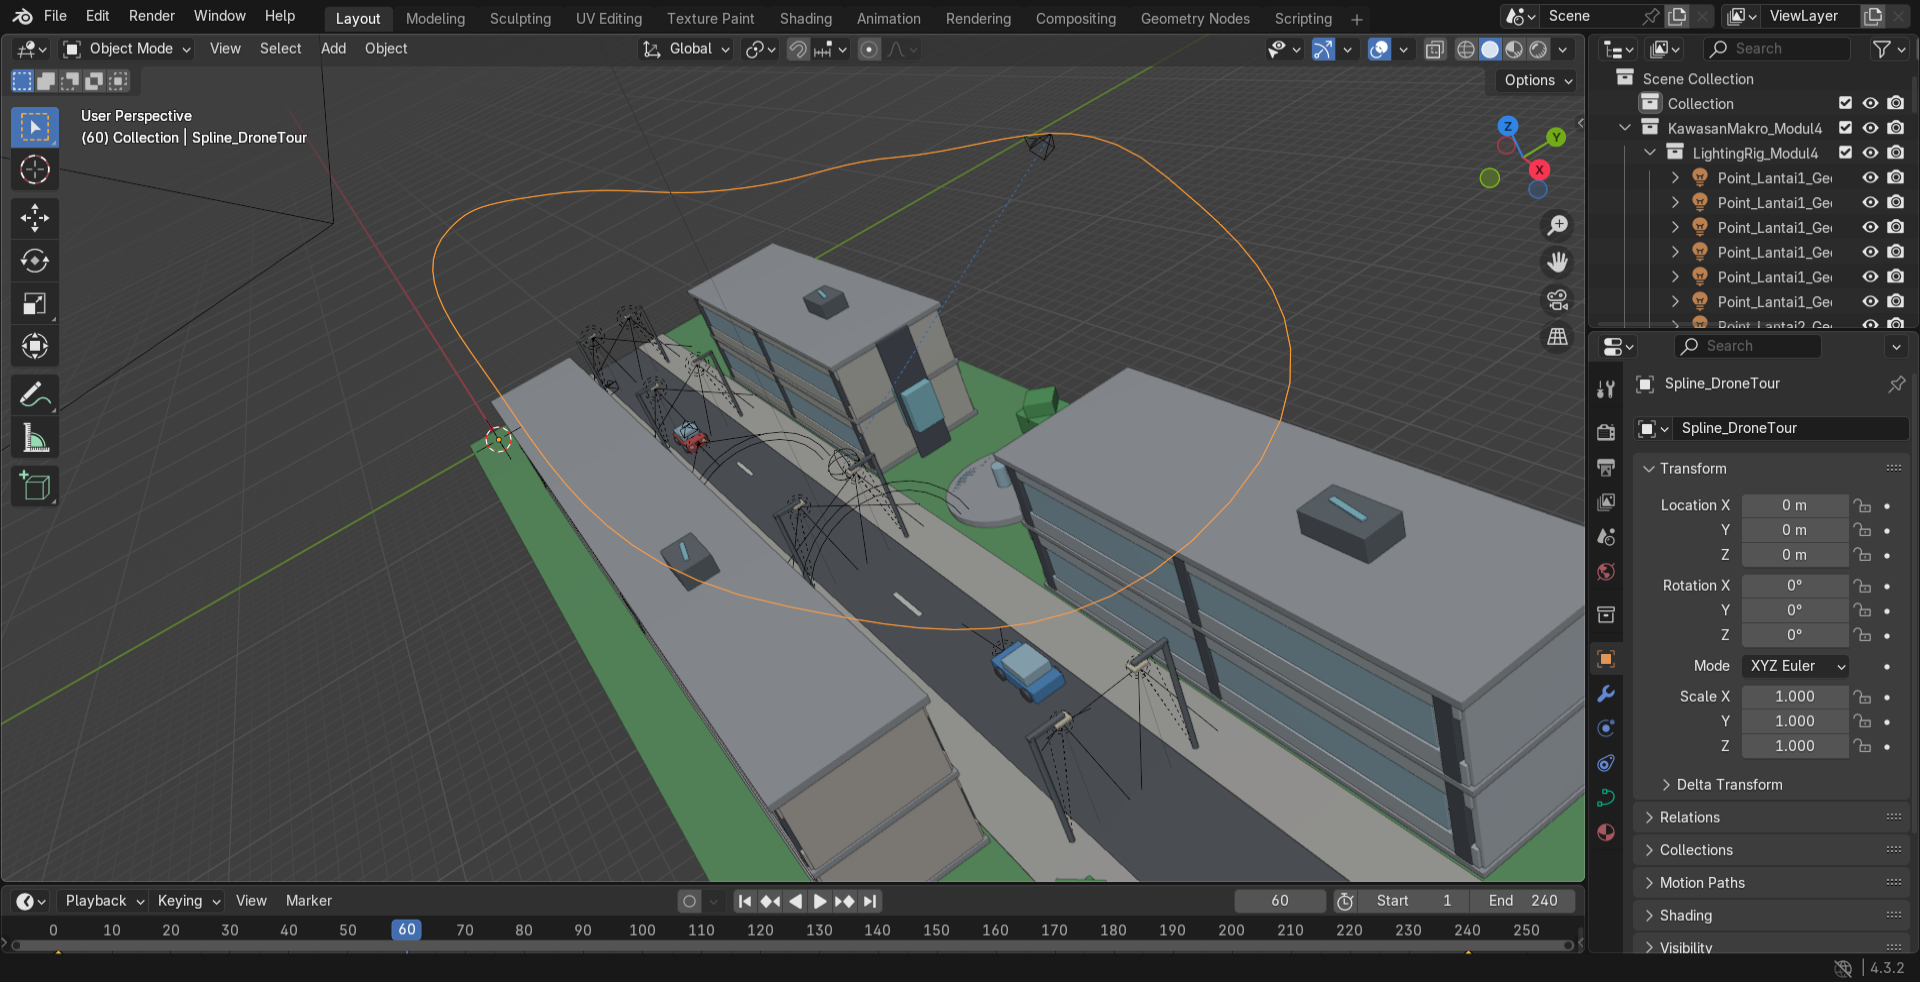 File Edit Render Window Help Layout Modeling Sculpting UV Editing Texture Paint Shading Animation Rendering Compositing Geometry Nodes Scripting + Scene ViewLayer
Object Mode View Select Add Object Global Search
Options
User Perspective
(60) Collection | Spline_DroneTour
Z
Y
X
Scene Collection
Collection
KawasanMakro_Modul4
LightingRig_Modul4
Point_Lantai1_Ge
Point_Lantai1_Ge
Point_Lantai1_Ge
Point_Lantai1_Ge
Point_Lantai1_Ge
Point_Lantai1_Ge
Point_Lantai2_Ge
Search
Spline_DroneTour
Spline_DroneTour
Transform
Location X 0 m
Y 0 m
Z 0 m
Rotation X 0°
Y 0°
Z 0°
Mode XYZ Euler
Scale X 1.000
Y 1.000
Z 1.000
Delta Transform
Relations
Collections
Motion Paths
Shading
Visibility
Playback Keying View Marker 60 Start 1 End 240
0 10 20 30 40 50 60 70 80 90 100 110 120 130 140 150 160 170 180 190 200 210 220 230 240 250
4.3.2